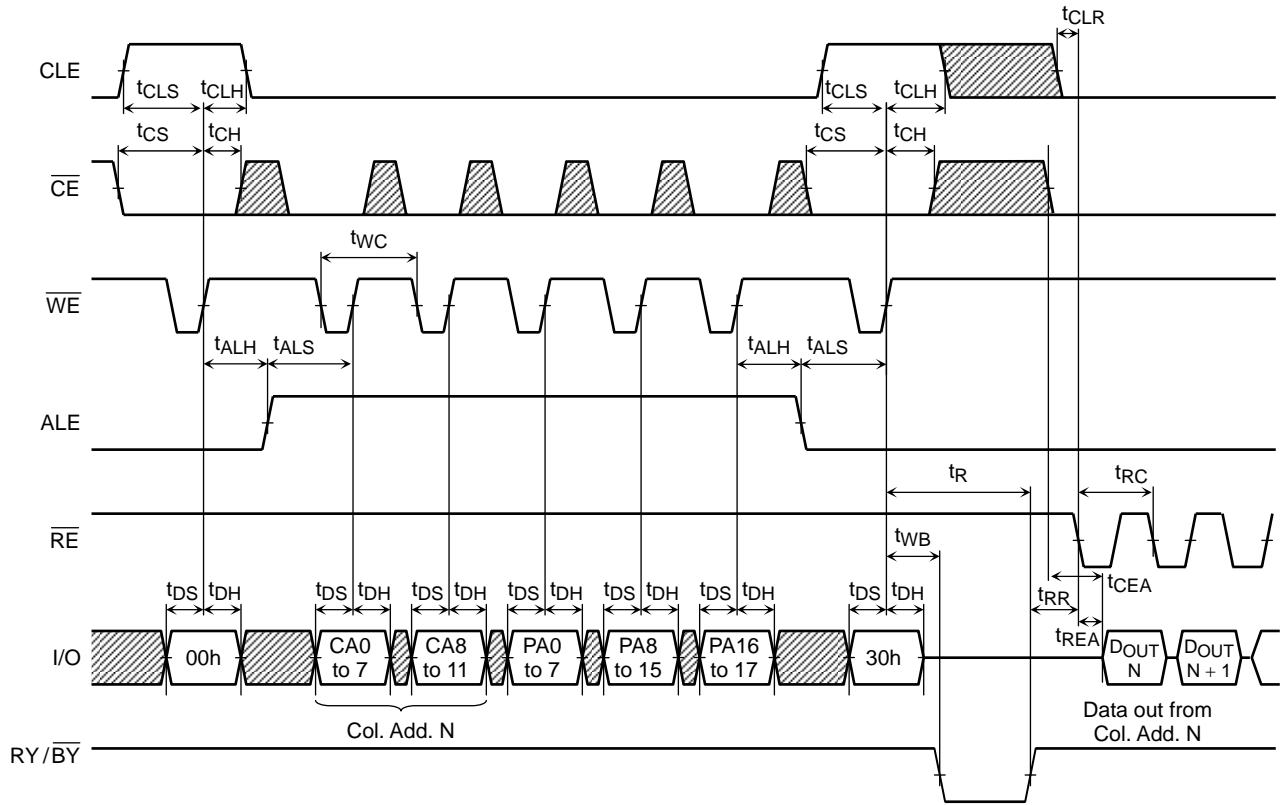 tCLR
CLE
tCLS tCLH tCLS tCLH
tCS tCH tCS tCH
CE
tWC
WE
tALH tALS tALH tALS
ALE
tR tRC
RE
tWB
tCEA
tDS tDH tDS tDH tDS tDH tDS tDH tDS tDH tDS tDH tDS tDH tRR
tREA
I/O 00h CA0 to 7 CA8 to 11 PA0 to 7 PA8 to 15 PA16 to 17 30h DOUT N DOUT N + 1
Col. Add. N
Data out from
Col. Add. N
RY/BY